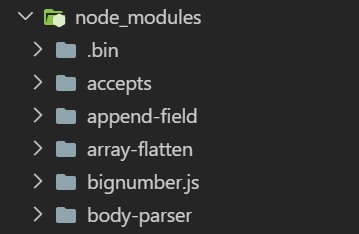 node_modules
.bin
accepts
append-field
array-flatten
bignumber.js
body-parser